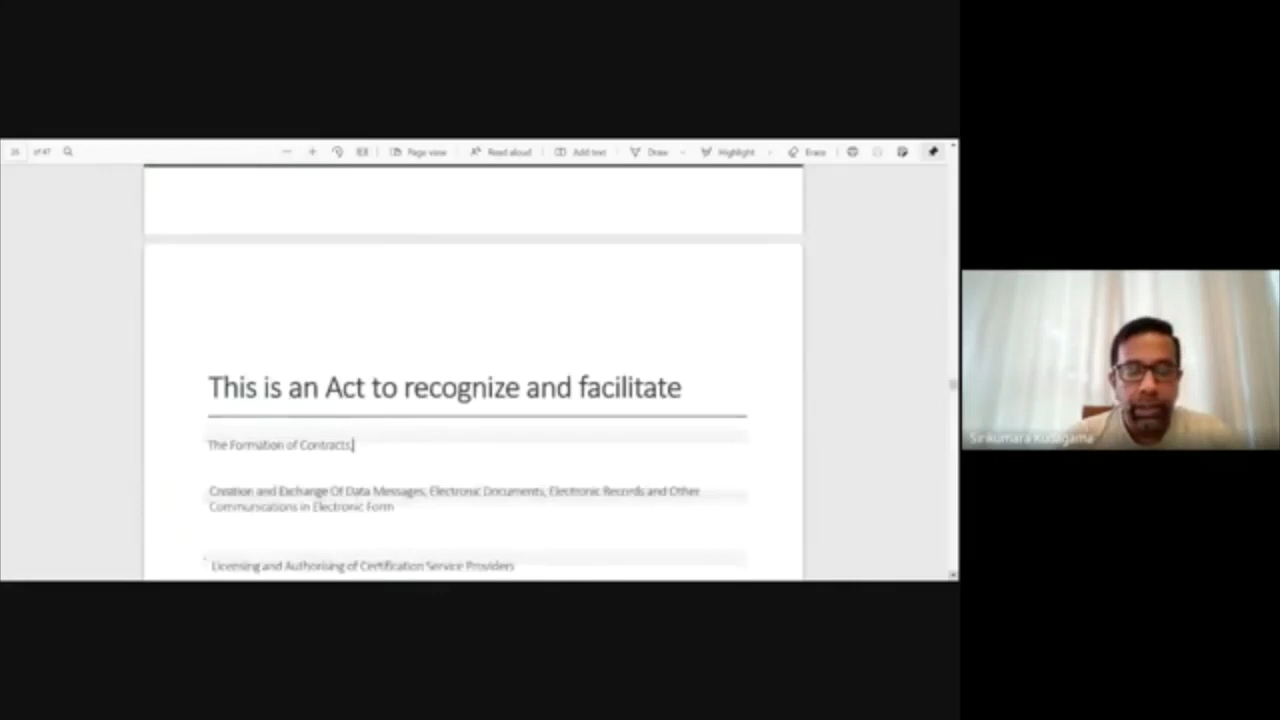 26 of 47 Page view Read aloud Add text Draw Highlight Erase
This is an Act to recognize and facilitate
The Formation of Contracts,
Creation and Exchange Of Data Messages, Electronic Documents, Electronic Records and Other
Communications in Electronic Form
Licensing and Authorising of Certification Service Providers
Sirikumara Kudagama